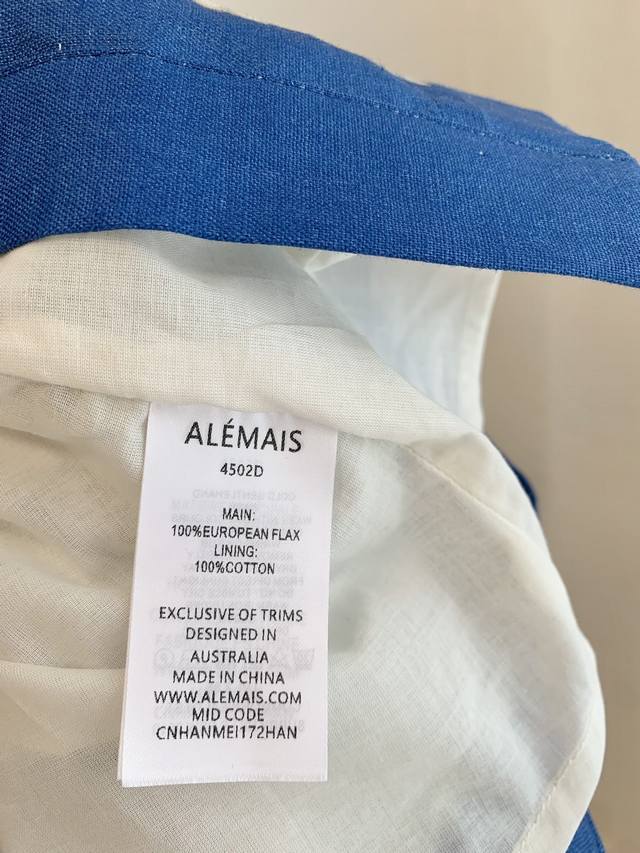 ALÉMAIS
4502D
MAIN:
100%EUROPEAN FLAX
LINING:
100%COTTON
EXCLUSIVE OF TRIMS
DESIGNED IN
AUSTRALIA
MADE IN CHINA
WWW.ALEMAIS.COM
MID CODE
CNHANMEI172HAN